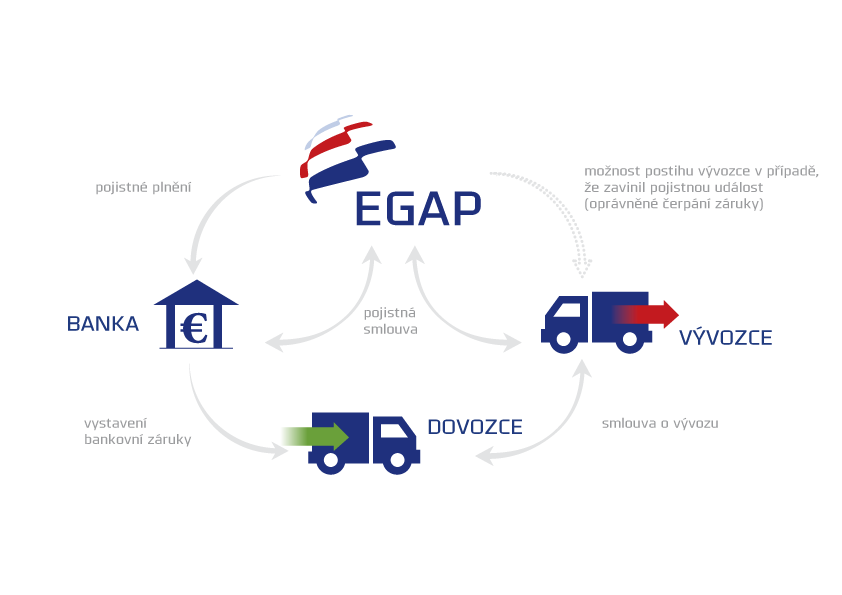 EGAP
možnost postihu vývozce v případě,
že zavinil pojistnou událost
(oprávněné čerpání záruky)
pojistné plnění
BANKA
€
pojistná
smlouva
VÝVOZCE
vystavení
bankovní záruky
DOVOZCE
smlouva o vývozu